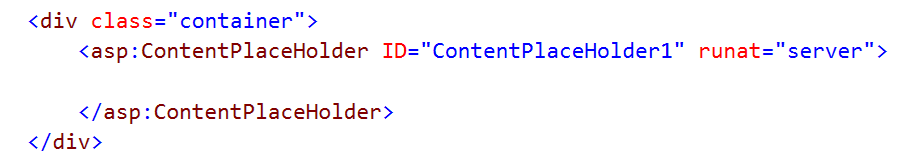 <div class="container">
<asp:ContentPlaceHolder ID="ContentPlaceHolder1" runat="server">
</asp:ContentPlaceHolder>
</div>